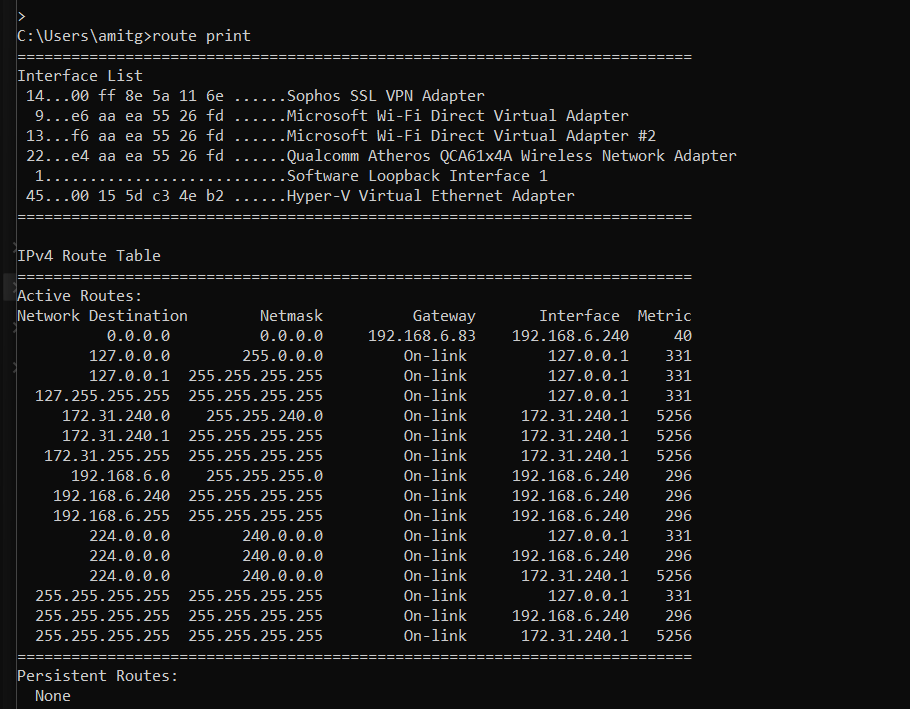 >
C:\Users\amitg>route print
===========================================================================
Interface List
 14...00 ff 8e 5a 11 6e ......Sophos SSL VPN Adapter
  9...e6 aa ea 55 26 fd ......Microsoft Wi-Fi Direct Virtual Adapter
 13...f6 aa ea 55 26 fd ......Microsoft Wi-Fi Direct Virtual Adapter #2
 22...e4 aa ea 55 26 fd ......Qualcomm Atheros QCA61x4A Wireless Network Adapter
  1...........................Software Loopback Interface 1
 45...00 15 5d c3 4e b2 ......Hyper-V Virtual Ethernet Adapter
===========================================================================
IPv4 Route Table
===========================================================================
Active Routes:
Network Destination        Netmask          Gateway       Interface  Metric
          0.0.0.0          0.0.0.0     192.168.6.83    192.168.6.240     40
        127.0.0.0        255.0.0.0         On-link         127.0.0.1    331
        127.0.0.1  255.255.255.255         On-link         127.0.0.1    331
  127.255.255.255  255.255.255.255         On-link         127.0.0.1    331
     172.31.240.0    255.255.240.0         On-link      172.31.240.1   5256
     172.31.240.1  255.255.255.255         On-link      172.31.240.1   5256
   172.31.255.255  255.255.255.255         On-link      172.31.240.1   5256
      192.168.6.0    255.255.255.0         On-link     192.168.6.240    296
    192.168.6.240  255.255.255.255         On-link     192.168.6.240    296
    192.168.6.255  255.255.255.255         On-link     192.168.6.240    296
        224.0.0.0        240.0.0.0         On-link         127.0.0.1    331
        224.0.0.0        240.0.0.0         On-link     192.168.6.240    296
        224.0.0.0        240.0.0.0         On-link      172.31.240.1   5256
  255.255.255.255  255.255.255.255         On-link         127.0.0.1    331
  255.255.255.255  255.255.255.255         On-link     192.168.6.240    296
  255.255.255.255  255.255.255.255         On-link      172.31.240.1   5256
===========================================================================
Persistent Routes:
  None